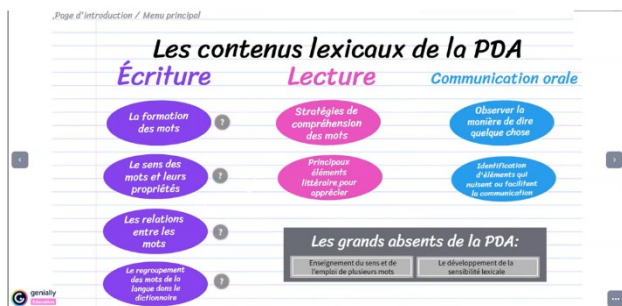 Page d'introduction / Menu principal
Les contenus lexicaux de la PDA
Écriture
Lecture
Communication orale
La formation
des mots
?
Le sens des
mots et leurs
propriétés
?
Les relations
entre les
mots
?
Le regroupement
des mots de la
langue dans le
dictionnaire
?
Stratégies de
compréhension
des mots
Principaux
éléments
littéraire pour
apprécier
Observer la
manière de dire
quelque chose
Identification
d'éléments qui
nuisent ou facilitent
la communication
Les grands absents de la PDA:
Enseignement du sens et de
l'emploi de plusieurs mots
Le développement de la
sensibilité lexicale
genially
Education